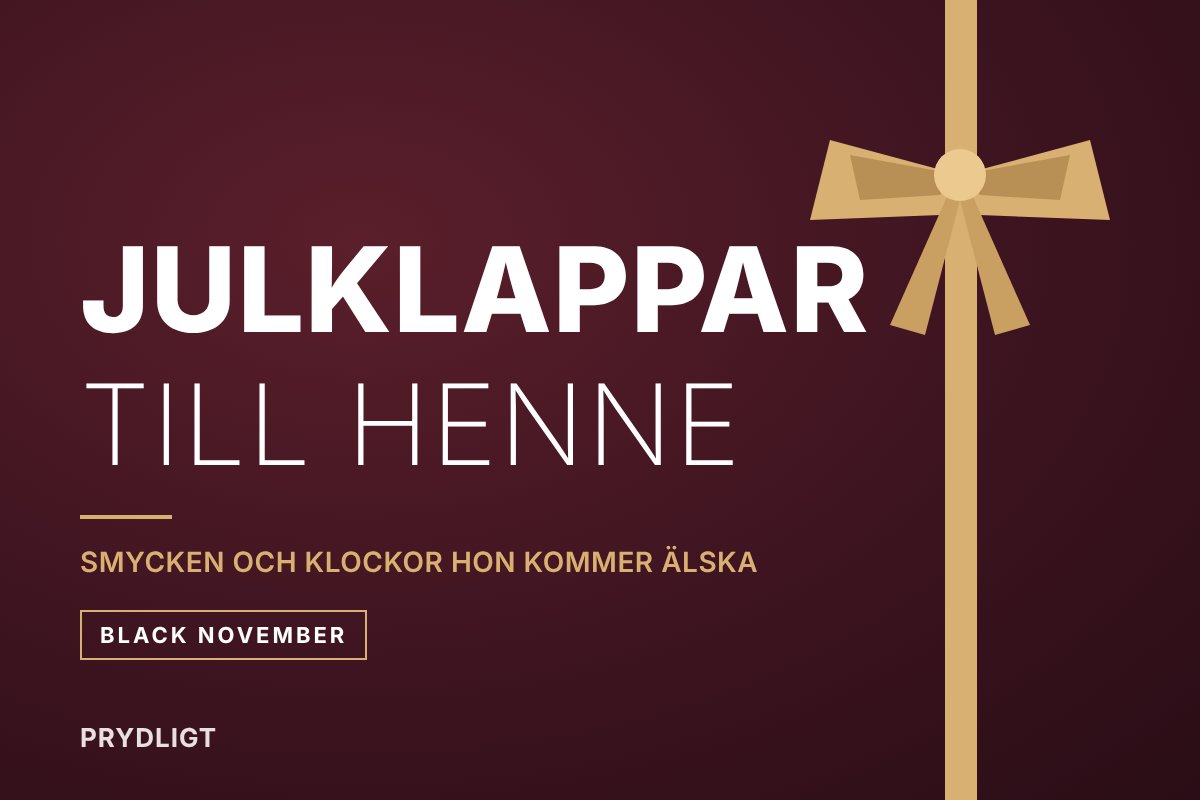 JULKLAPPAR
TILL HENNE
SMYCKEN OCH KLOCKOR HON KOMMER ÄLSKA
BLACK NOVEMBER
PRYDLIGT